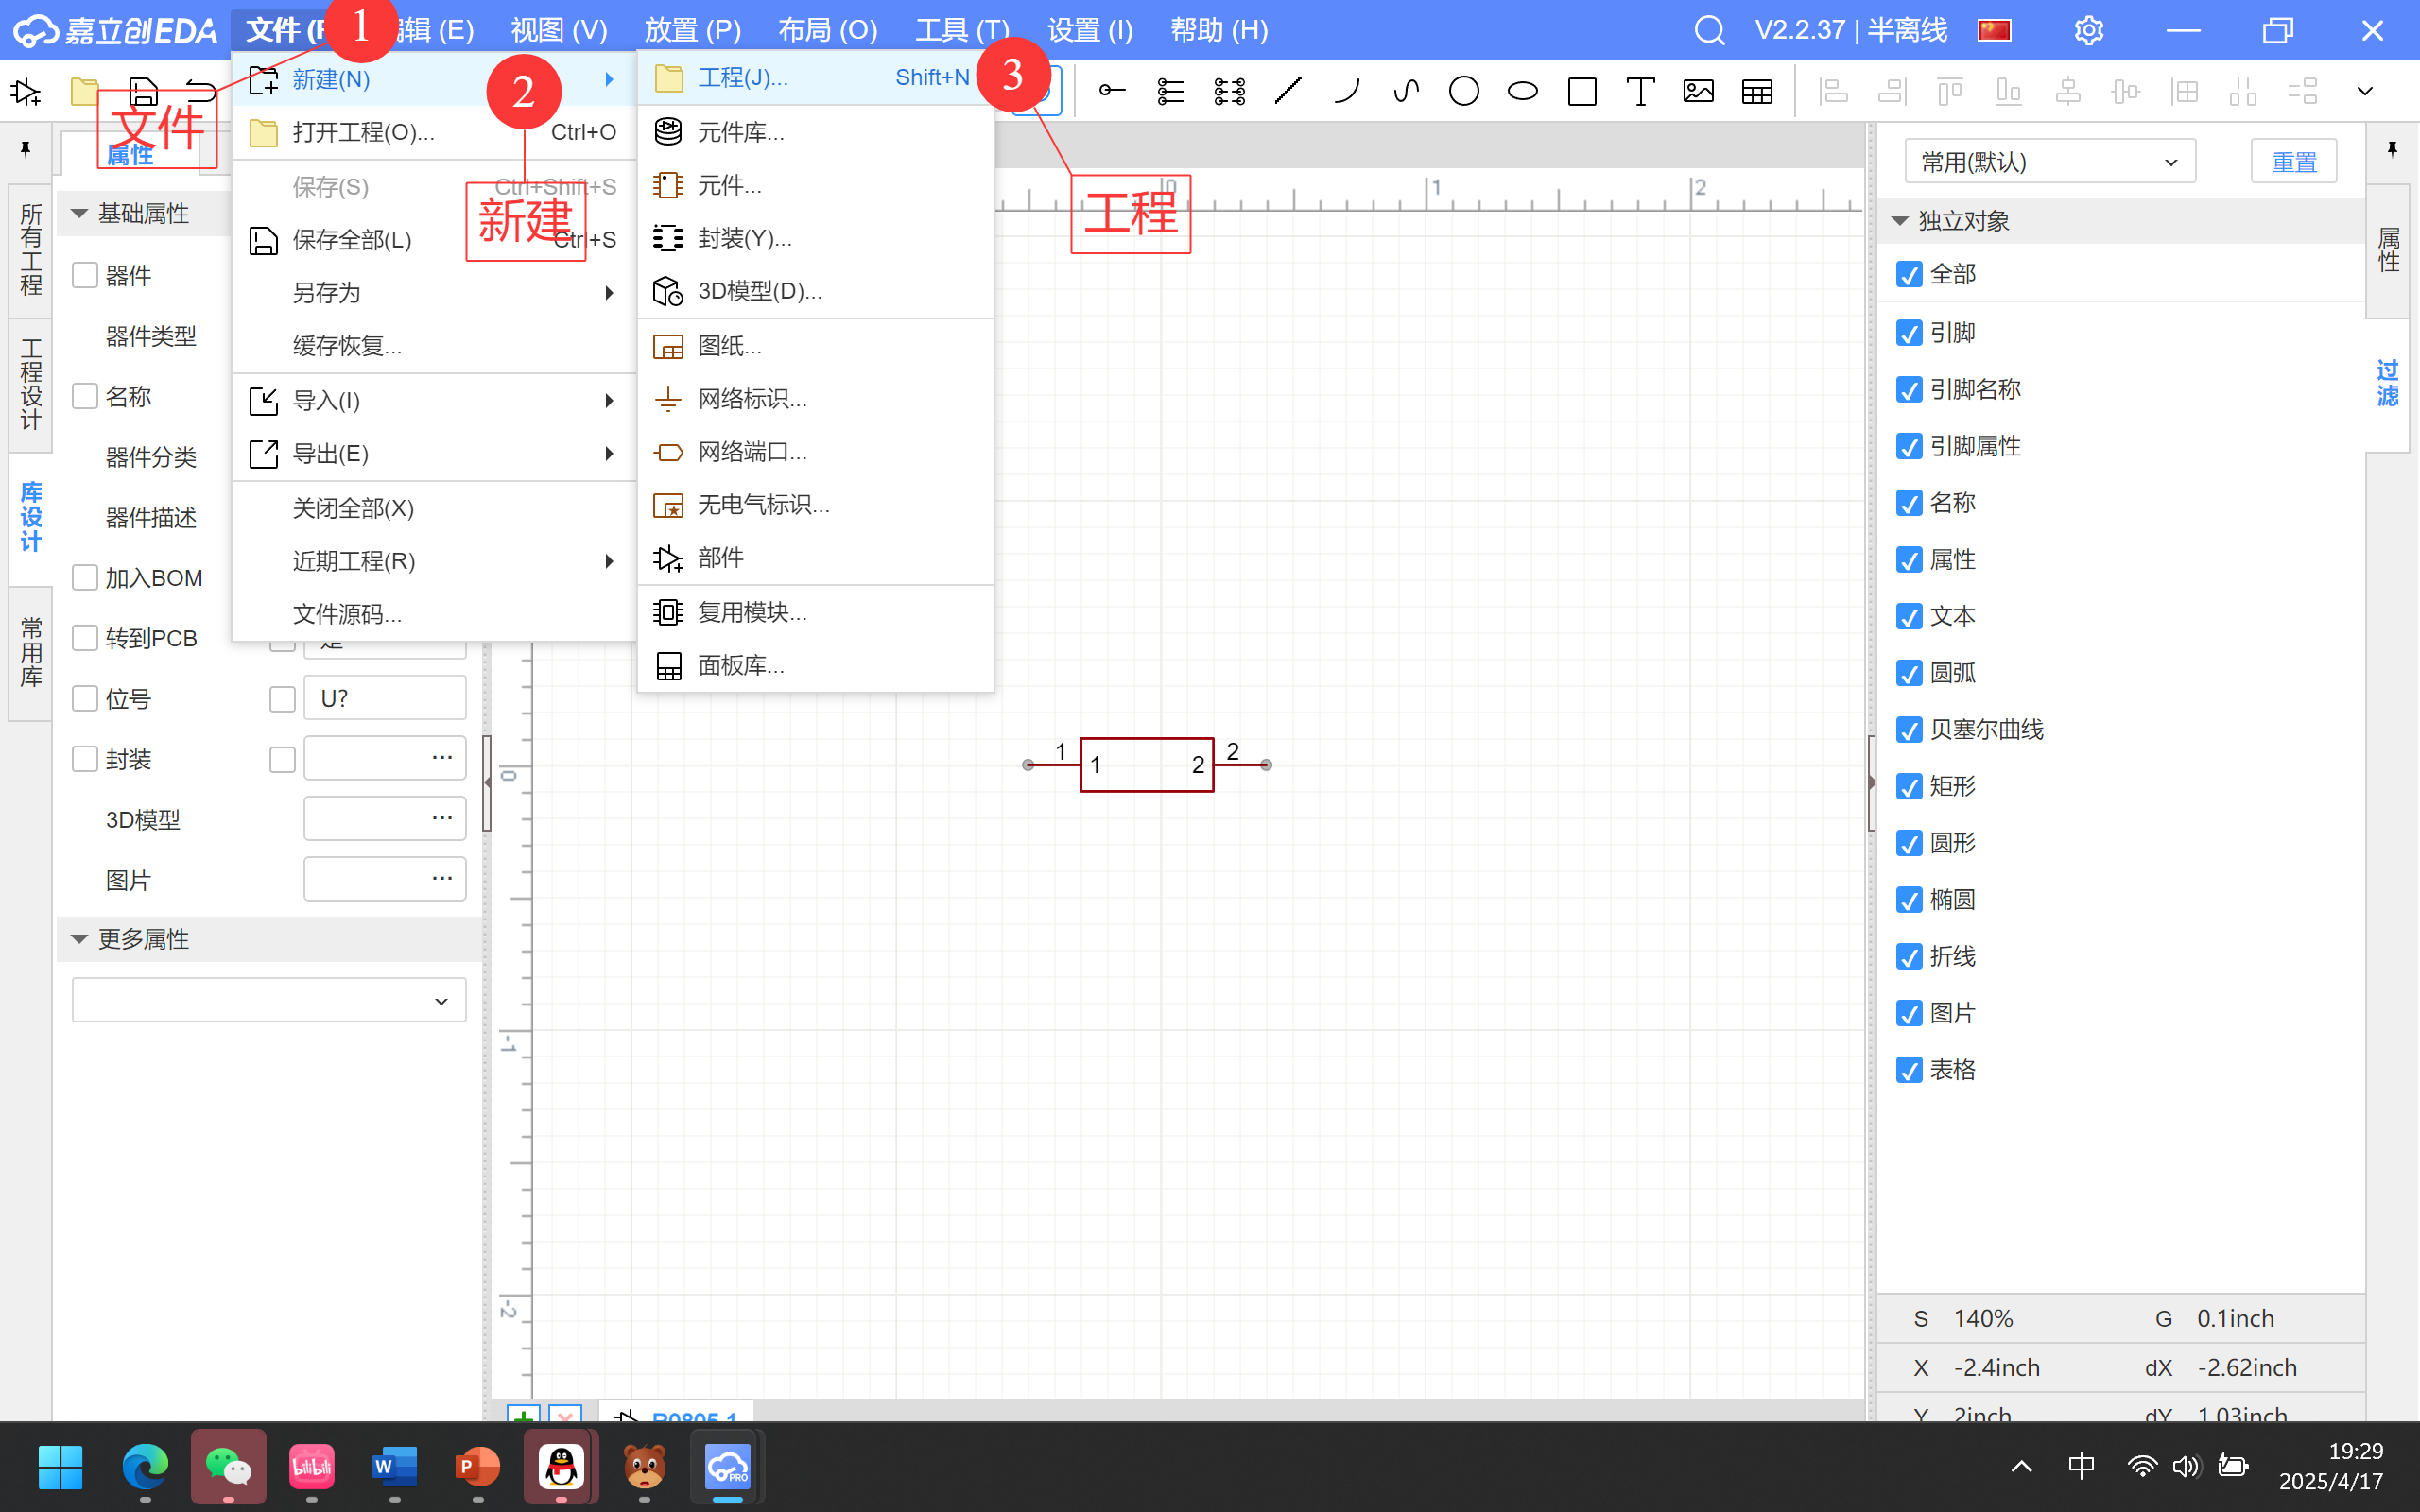 嘉立创EDA
文件 (F
1
辑 (E)
视图 (V)
放置 (P)
布局 (O)
工具 (T)
设置 (I)
帮助 (H)
V2.2.37 | 半离线
文件
新建(N)
2
新建
工程(J)...
Shift+N
3
工程
打开工程(O)...
Ctrl+O
保存(S)
Ctrl+Shift+S
保存全部(L)
Ctrl+S
另存为
缓存恢复...
导入(I)
导出(E)
关闭全部(X)
近期工程(R)
文件源码...
元件库...
元件...
封装(Y)...
3D模型(D)...
图纸...
网络标识...
网络端口...
无电气标识...
部件
复用模块...
面板库...
所有工程
工程设计
库设计
常用库
属性
基础属性
器件
器件类型
名称
器件分类
器件描述
加入BOM
转到PCB
是
位号
U?
封装
...
3D模型
...
图片
...
更多属性
0
1
2
0
-1
-2
1
1
2
2
R0805.1
常用(默认)
重置
独立对象
全部
引脚
引脚名称
引脚属性
名称
属性
文本
圆弧
贝塞尔曲线
矩形
圆形
椭圆
折线
图片
表格
属性
过滤
S 140%
G 0.1inch
X -2.4inch
dX -2.62inch
Y 2inch
dY 1.03inch
bilibili
W
P
PRO
中
19:29
2025/4/17